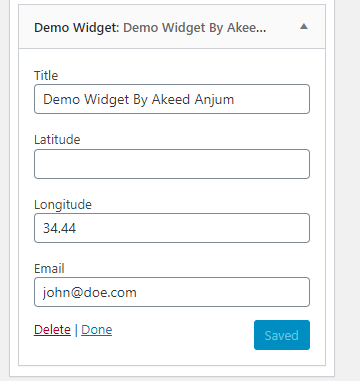 Demo Widget: Demo Widget By Akee...
Title
Demo Widget By Akeed Anjum
Latitude
Longitude
34.44
Email
john@doe.com
Delete | Done
Saved